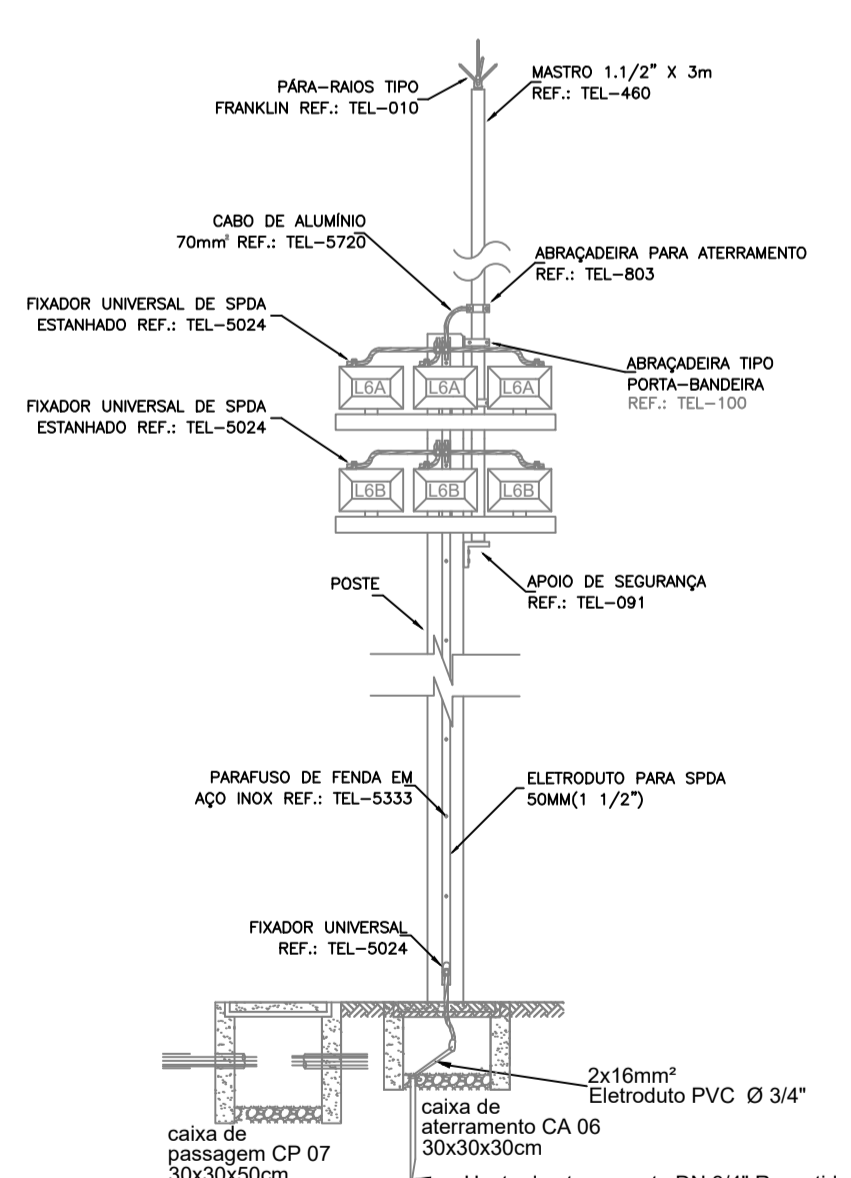 PÁRA-RAIOS TIPO
FRANKLIN REF.: TEL-010
MASTRO 1.1/2" X 3m
REF.: TEL-460
CABO DE ALUMÍNIO
70mm² REF.: TEL-5720
ABRAÇADEIRA PARA ATERRAMENTO
REF.: TEL-803
FIXADOR UNIVERSAL DE SPDA
ESTANHADO REF.: TEL-5024
ABRAÇADEIRA TIPO
PORTA-BANDEIRA
REF.: TEL-100
L6A L6A L6A
FIXADOR UNIVERSAL DE SPDA
ESTANHADO REF.: TEL-5024
L6B L6B L6B
POSTE
APOIO DE SEGURANÇA
REF.: TEL-091
PARAFUSO DE FENDA EM
AÇO INOX REF.: TEL-5333
ELETRODUTO PARA SPDA
50MM(1 1/2")
FIXADOR UNIVERSAL
REF.: TEL-5024
2x16mm²
Eletroduto PVC Ø 3/4"
caixa de
aterramento CA 06
30x30x30cm
caixa de
passagem CP 07
30x30x50cm